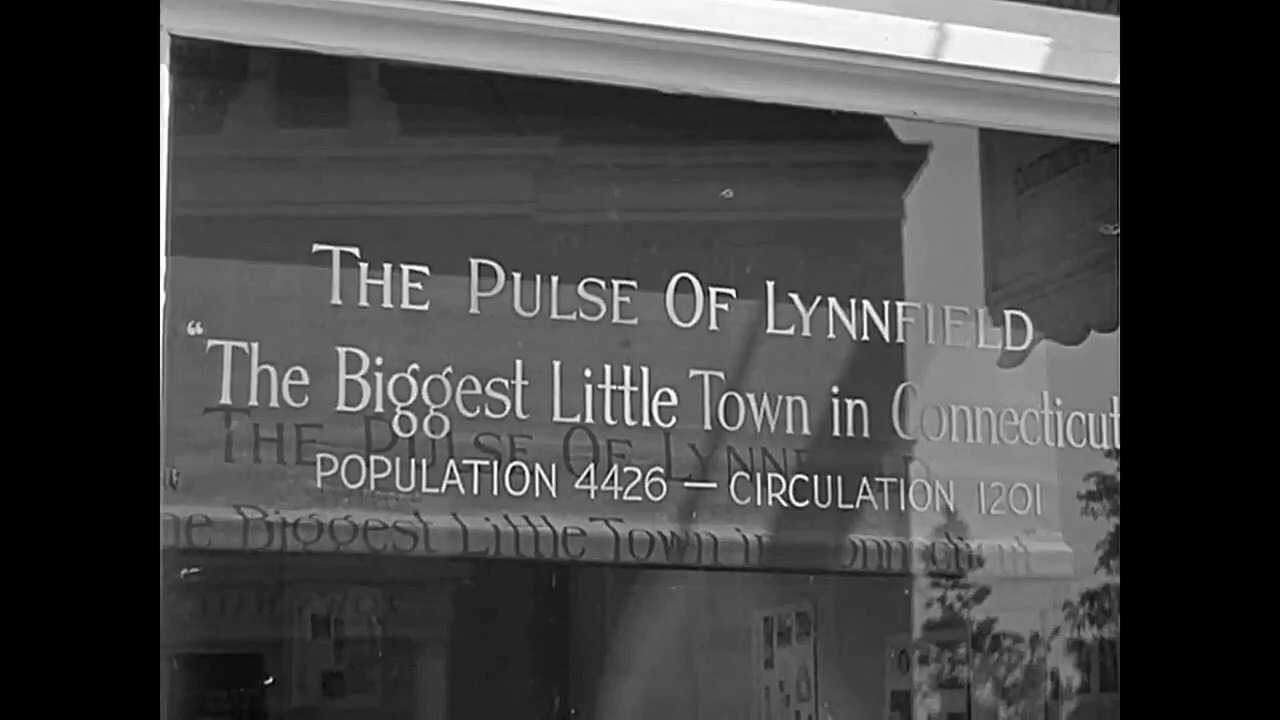 THE PULSE OF LYNNFIELD
"The Biggest Little Town in Connecticut
POPULATION 4426 — CIRCULATION 1201